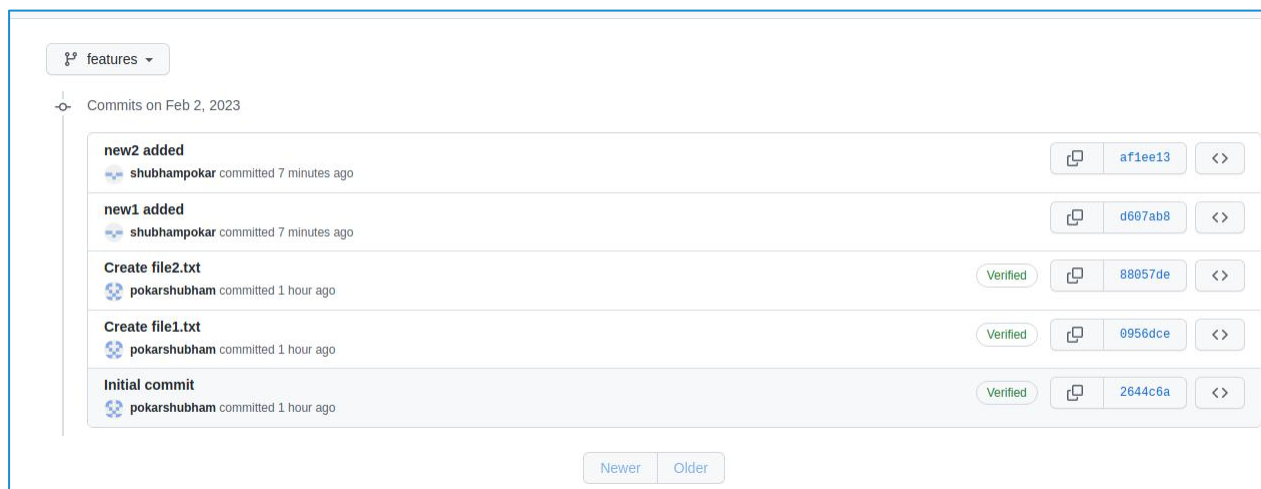 features
Commits on Feb 2, 2023
new2 added
shubhampokar committed 7 minutes ago
af1ee13
new1 added
shubhampokar committed 7 minutes ago
d607ab8
Create file2.txt
pokarshubham committed 1 hour ago
Verified
88057de
Create file1.txt
pokarshubham committed 1 hour ago
Verified
0956dce
Initial commit
pokarshubham committed 1 hour ago
Verified
2644c6a
Newer Older